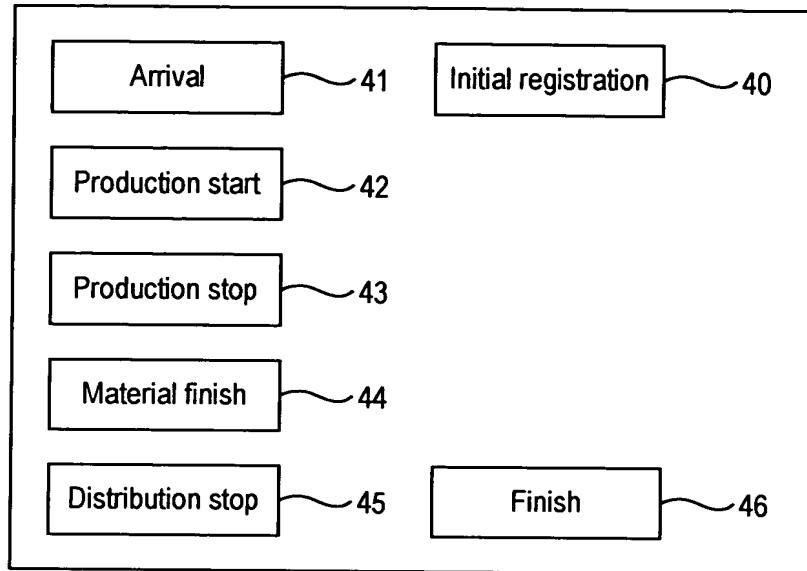 Arrival 41 Initial registration 40
Production start 42
Production stop 43
Material finish 44
Distribution stop 45 Finish 46